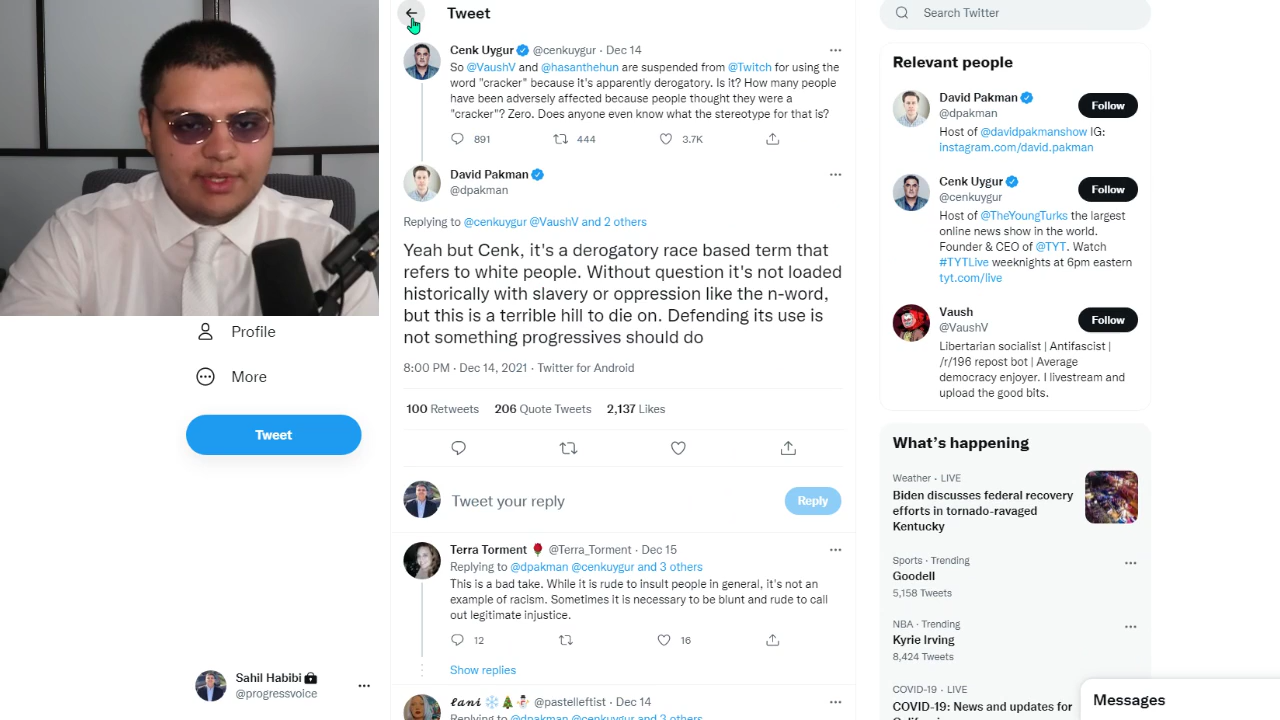 Tweet
Cenk Uygur @cenkuygur · Dec 14
So @VaushV and @hasanthehun are suspended from @Twitch for using the
word "cracker" because it's apparently derogatory. Is it? How many people
have been adversely affected because people thought they were a
"cracker"? Zero. Does anyone even know what the stereotype for that is?
891 444 3.7K
David Pakman
@dpakman
Replying to @cenkuygur @VaushV and 2 others
Yeah but Cenk, it's a derogatory race based term that
refers to white people. Without question it's not loaded
historically with slavery or oppression like the n-word,
but this is a terrible hill to die on. Defending its use is
not something progressives should do
8:00 PM · Dec 14, 2021 · Twitter for Android
100 Retweets 206 Quote Tweets 2,137 Likes
Tweet your reply
Reply
Terra Torment @Terra_Torment · Dec 15
Replying to @dpakman @cenkuygur and 3 others
This is a bad take. While it is rude to insult people in general, it's not an
example of racism. Sometimes it is necessary to be blunt and rude to call
out legitimate injustice.
12 16
Show replies
lani @pastelleftist · Dec 14
Replying to @dpakman @cenkuygur and 3 others
Profile
More
Tweet
Sahil Habibi
@progressvoice
Search Twitter
Relevant people
David Pakman
@dpakman
Follow
Host of @davidpakmanshow IG:
instagram.com/david.pakman
Cenk Uygur
@cenkuygur
Follow
Host of @TheYoungTurks the largest
online news show in the world.
Founder & CEO of @TYT. Watch
#TYTLive weeknights at 6pm eastern
tyt.com/live
Vaush
@VaushV
Follow
Libertarian socialist | Antifascist |
/r/196 repost bot | Average
democracy enjoyer. I livestream and
upload the good bits.
What's happening
Weather · LIVE
Biden discusses federal recovery
efforts in tornado-ravaged
Kentucky
Sports · Trending
Goodell
5,158 Tweets
NBA · Trending
Kyrie Irving
8,424 Tweets
COVID-19 · LIVE
COVID-19: News and updates for
Messages